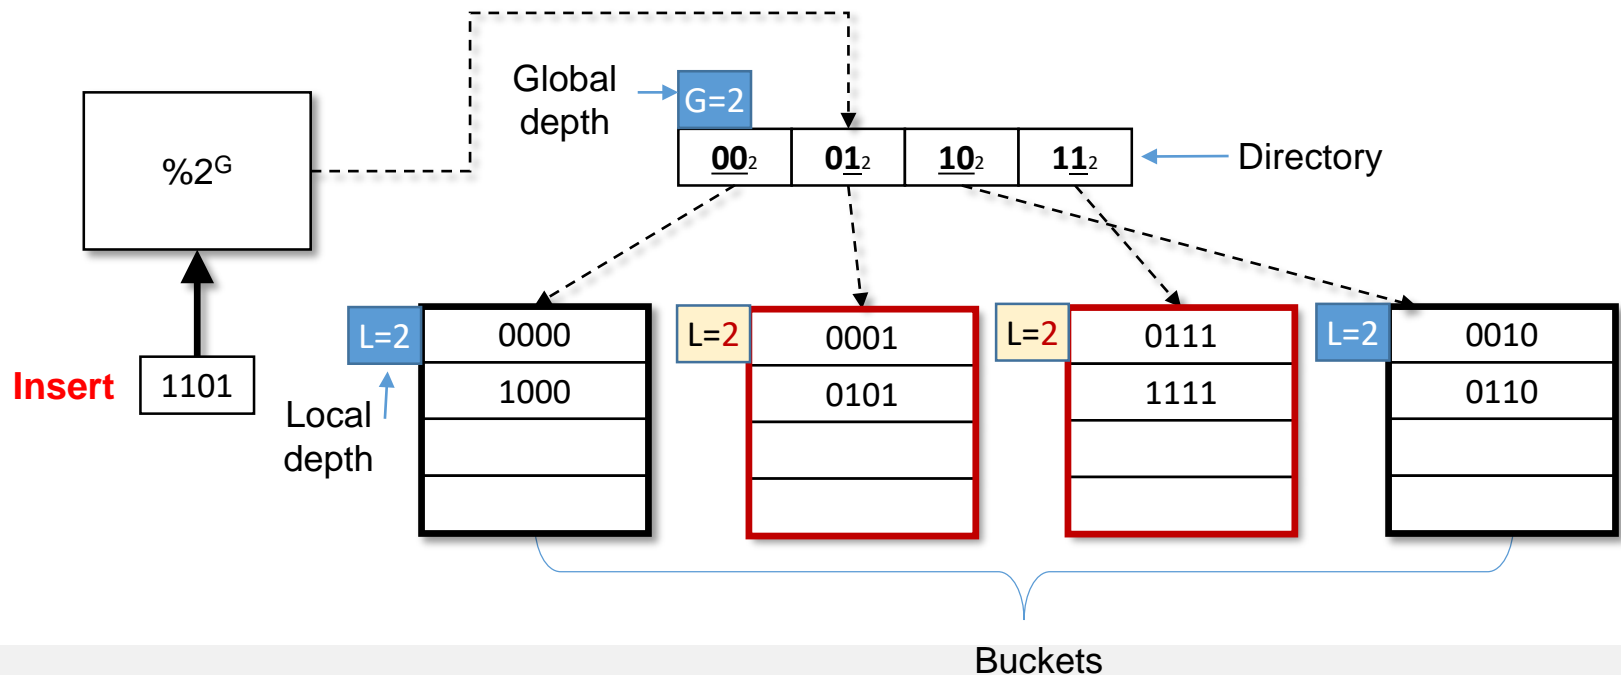 Global
depth
G=2
%2ᴳ
00₂ 01₂ 10₂ 11₂
Directory
L=2
0000
1000
L=2
0001
0101
L=2
0111
1111
L=2
0010
0110
Insert
1101
Local
depth
Buckets